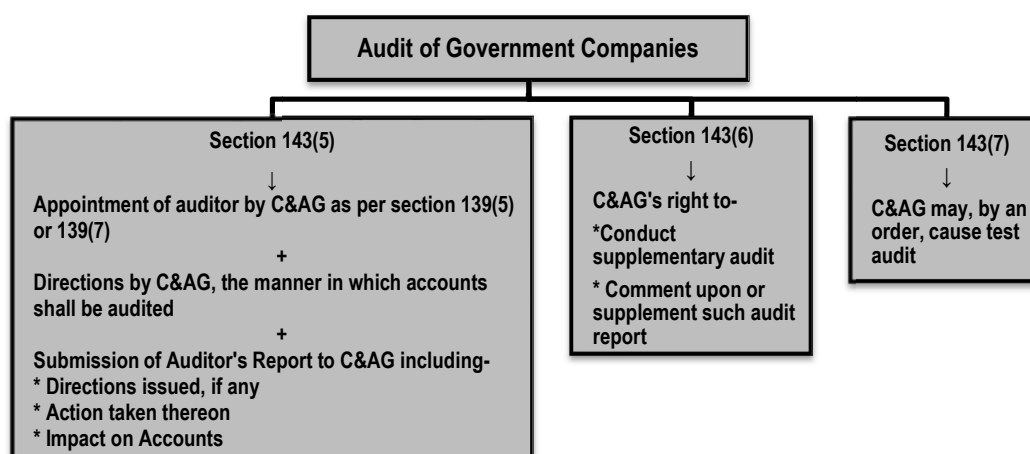 Audit of Government Companies
Section 143(5)
↓
Appointment of auditor by C&AG as per section 139(5)
or 139(7)
+
Directions by C&AG, the manner in which accounts
shall be audited
+
Submission of Auditor's Report to C&AG including-
* Directions issued, if any
* Action taken thereon
* Impact on Accounts
Section 143(6)
↓
C&AG's right to-
*Conduct
supplementary audit
* Comment upon or
supplement such audit
report
Section 143(7)
↓
C&AG may, by an
order, cause test
audit